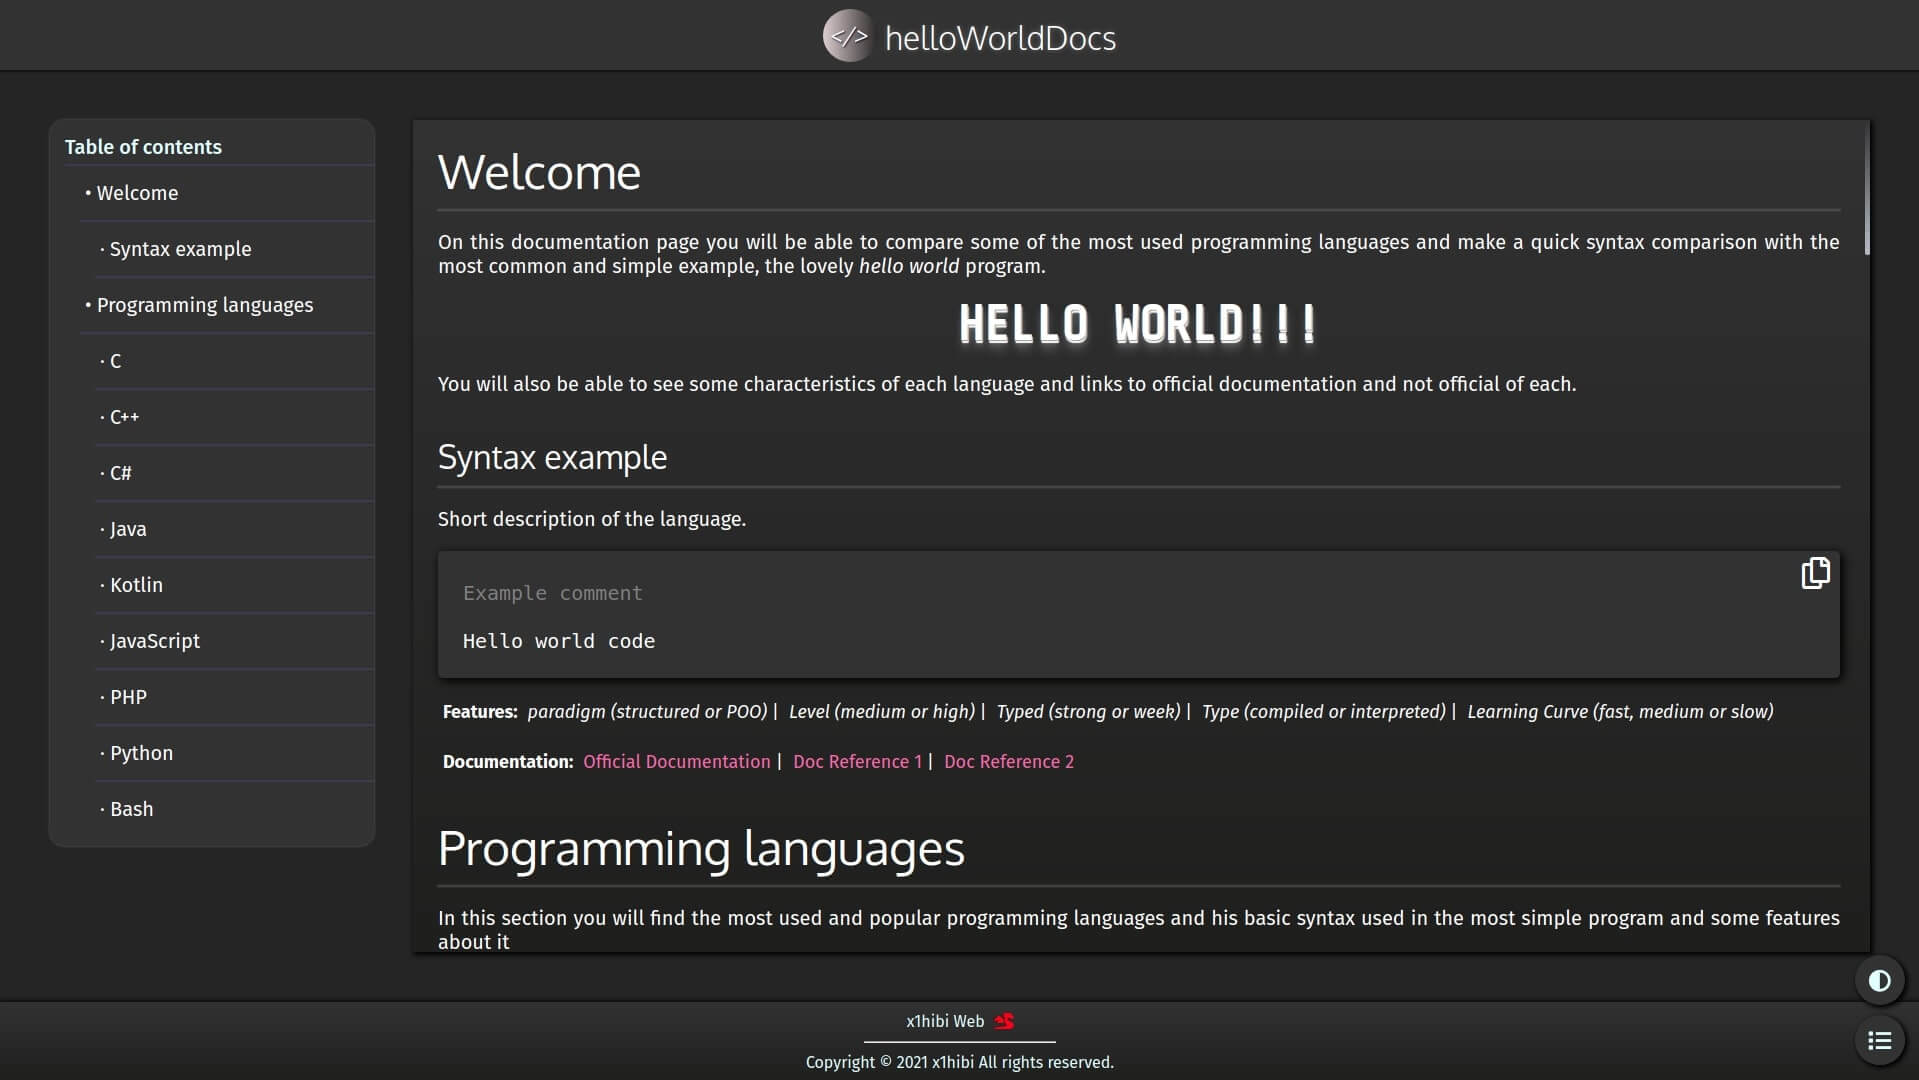 </> helloWorldDocs
Table of contents
• Welcome
· Syntax example
• Programming languages
· C
· C++
· C#
· Java
· Kotlin
· JavaScript
· PHP
· Python
· Bash
Welcome
On this documentation page you will be able to compare some of the most used programming languages and make a quick syntax comparison with the
most common and simple example, the lovely hello world program.
HELLO WORLD!!!
You will also be able to see some characteristics of each language and links to official documentation and not official of each.
Syntax example
Short description of the language.
Example comment
Hello world code
Features: paradigm (structured or POO) | Level (medium or high) | Typed (strong or week) | Type (compiled or interpreted) | Learning Curve (fast, medium or slow)
Documentation: Official Documentation | Doc Reference 1 | Doc Reference 2
Programming languages
In this section you will find the most used and popular programming languages and his basic syntax used in the most simple program and some features
about it
x1hibi Web
Copyright © 2021 x1hibi All rights reserved.